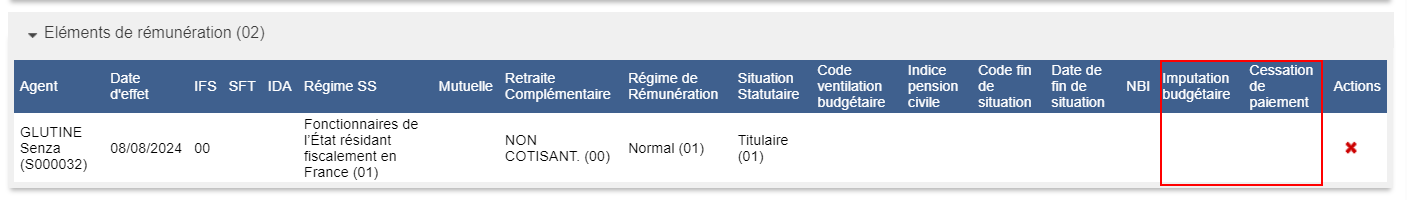 Eléments de rémunération (02)
Agent Date d'effet IFS SFT IDA Régime SS Mutuelle Retraite Complémentaire Régime de Rémunération Situation Statutaire Code ventilation budgétaire Indice pension civile Code fin de situation Date de fin de situation NBI Imputation budgétaire Cessation de paiement Actions
GLUTINE Senza (S000032) 08/08/2024 00 Fonctionnaires de l'État résidant fiscalement en France (01) NON COTISANT. (00) Normal (01) Titulaire (01)